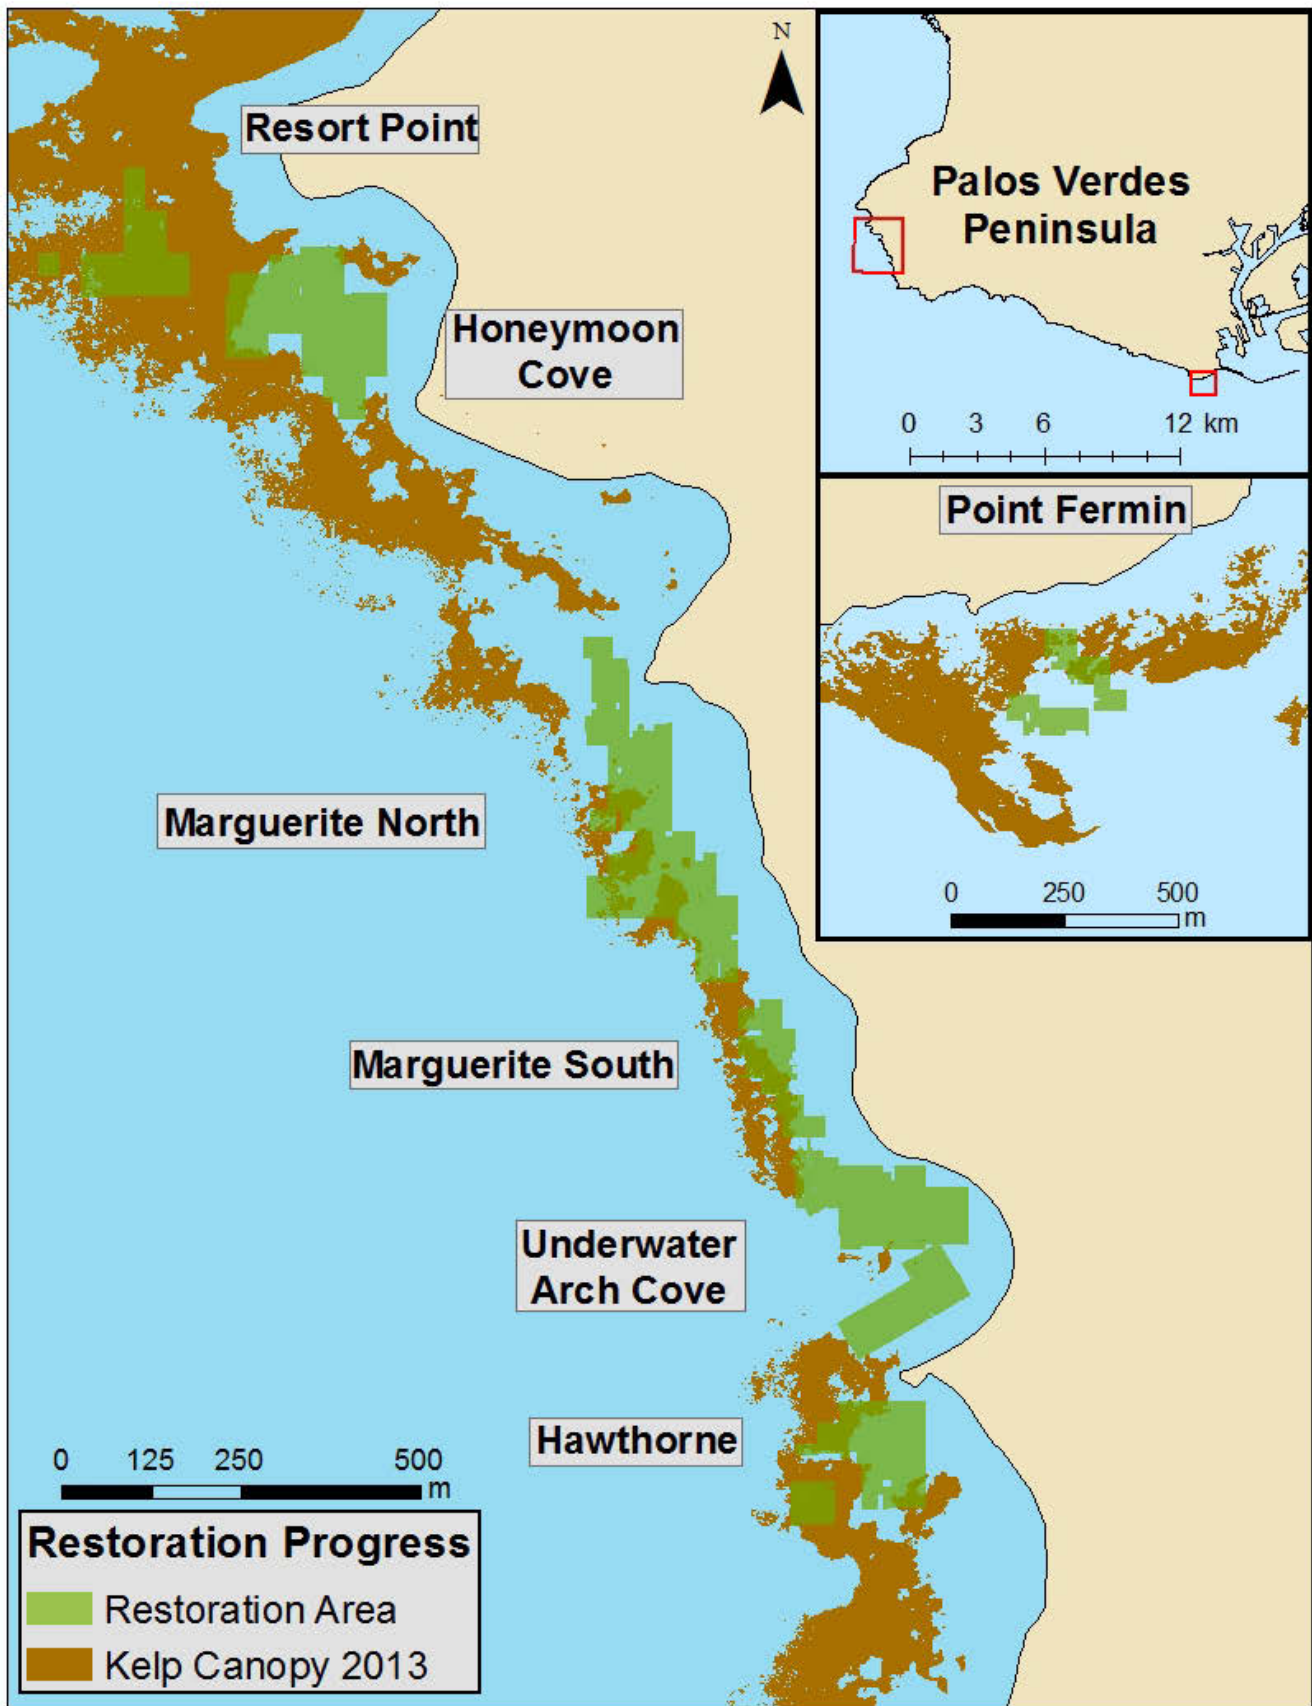 N
Resort Point
Palos Verdes
Peninsula
Honeymoon
Cove
0 3 6 12 km
Point Fermin
Marguerite North
0 250 500
m
Marguerite South
Underwater
Arch Cove
Hawthorne
0 125 250 500
m
Restoration Progress
Restoration Area
Kelp Canopy 2013